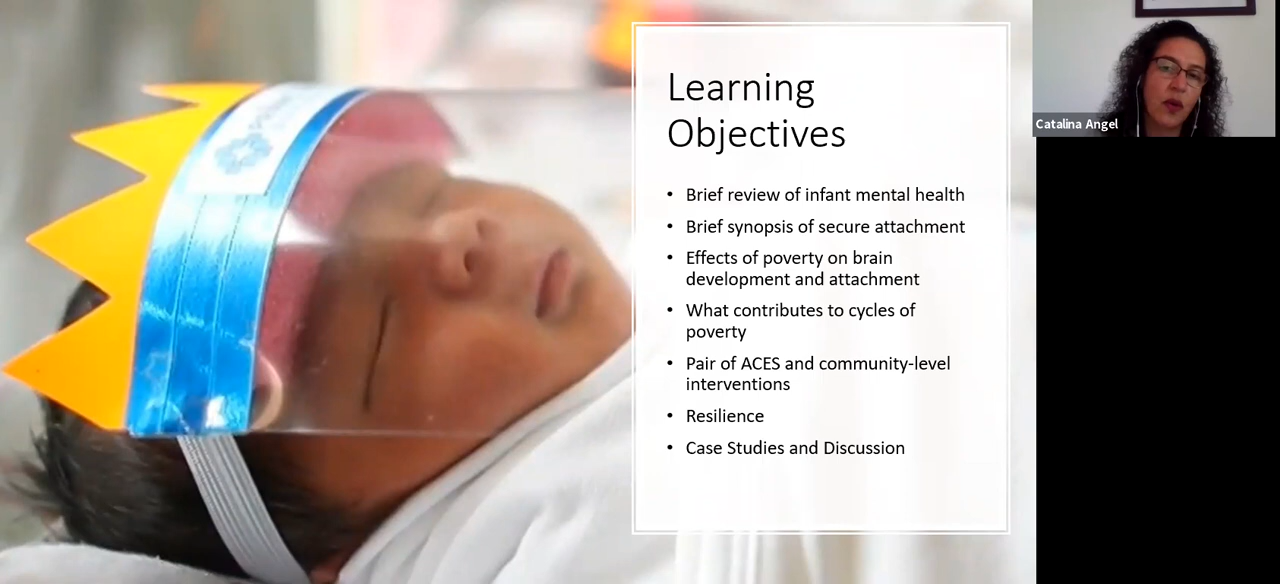 Learning
Objectives
• Brief review of infant mental health
• Brief synopsis of secure attachment
• Effects of poverty on brain
development and attachment
• What contributes to cycles of
poverty
• Pair of ACES and community-level
interventions
• Resilience
• Case Studies and Discussion
Catalina Angel